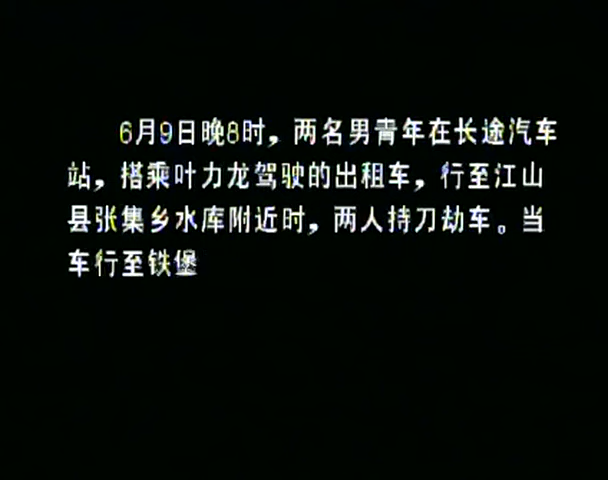 6月9日晚8时，两名男青年在长途汽车
站，搭乘叶力龙驾驶的出租车，行至江山
县张集乡水库附近时，两人持刀劫车。当
车行至铁堡